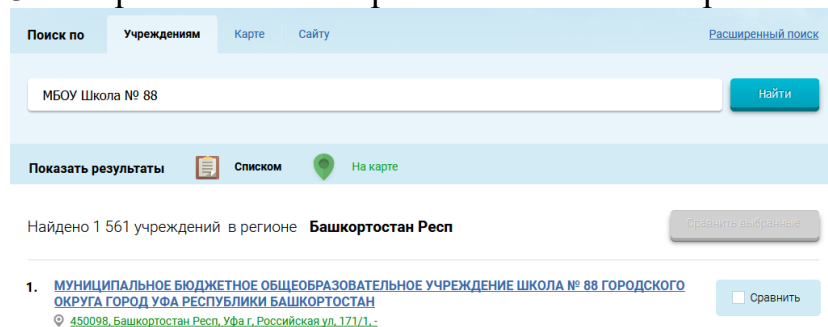 Поиск по Учреждениям Карте Сайту Расширенный поиск
МБОУ Школа № 88 Найти
Показать результаты Списком На карте
Найдено 1 561 учреждений в регионе Башкортостан Респ Сравнить выбранные
1. МУНИЦИПАЛЬНОЕ БЮДЖЕТНОЕ ОБЩЕОБРАЗОВАТЕЛЬНОЕ УЧРЕЖДЕНИЕ ШКОЛА № 88 ГОРОДСКОГО
ОКРУГА ГОРОД УФА РЕСПУБЛИКИ БАШКОРТОСТАН Сравнить
450098, Башкортостан Респ, Уфа г, Российская ул, 171/1, -